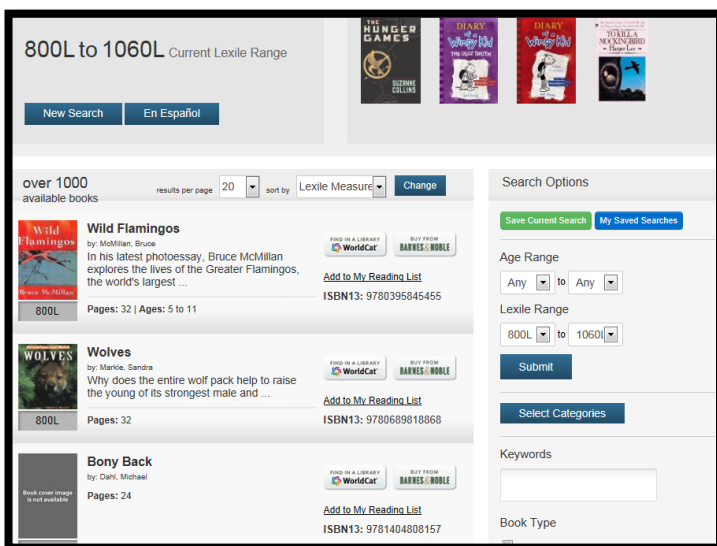 800L to 1060L Current Lexile Range
New Search En Español
THE
HUNGER
GAMES
SUZANNE
COLLINS
DIARY
of a
Wimpy Kid
THE UGLY TRUTH
DIARY
of a
Wimpy Kid
TO KILL A
MOCKINGBIRD
Harper Lee
over 1000
available books
results per page 20 sort by Lexile Measure Change
Wild
Flamingos
Bruce McMillan
800L
Wild Flamingos
by: McMillan, Bruce
In his latest photoessay, Bruce McMillan
explores the lives of the Greater Flamingos,
the world's largest ...
Pages: 32 | Ages: 5 to 11
FIND IN A LIBRARY
WorldCat
BUY FROM
BARNES&NOBLE
Add to My Reading List
ISBN13: 9780395845455
WOLVES
800L
Wolves
by: Markle, Sandra
Why does the entire wolf pack help to raise
the young of its strongest male and ...
Pages: 32
FIND IN A LIBRARY
WorldCat
BUY FROM
BARNES&NOBLE
Add to My Reading List
ISBN13: 9780689818868
Book cover image
is not available
Bony Back
by: Dahl, Michael
Pages: 24
FIND IN A LIBRARY
WorldCat
BUY FROM
BARNES&NOBLE
Add to My Reading List
ISBN13: 9781404808157
Search Options
Save Current Search My Saved Searches
Age Range
Any to Any
Lexile Range
800L to 1060L
Submit
Select Categories
Keywords
Book Type